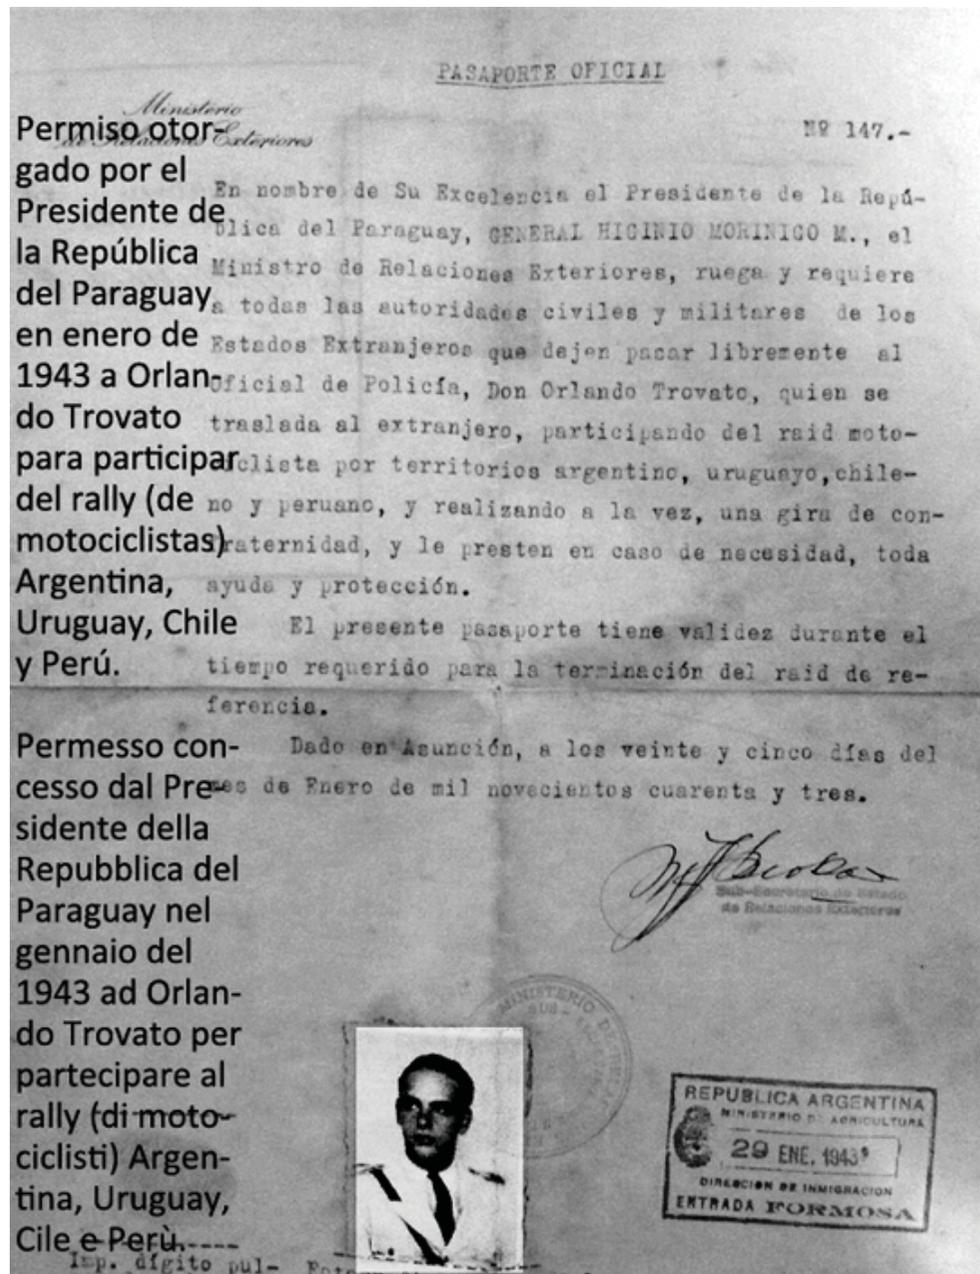 PASAPORTE OFICIAL
Ministerio
de Relaciones Exteriores
Nº 147.-
En nombre de Su Excelencia el Presidente de la Repú-
blica del Paraguay, GENERAL HIGINIO MORINIGO M., el
Ministro de Relaciones Exteriores, ruega y requiere
a todas las autoridades civiles y militares de los
Estados Extranjeros que dejen pasar libremente al
Oficial de Policía, Don Orlando Trovato, quien se
traslada al extranjero, participando del raid moto-
ciclista por territorios argentino, uruguayo, chile-
no y peruano, y realizando a la vez, una gira de con-
fraternidad, y le presten en caso de necesidad, toda
ayuda y protección.
El presente pasaporte tiene validez durante el
tiempo requerido para la terminación del raid de re-
ferencia.
Dado en Asunción, a los veinte y cinco días del
mes de Enero de mil novecientos cuarenta y tres.
Sub-Secretario de Estado
de Relaciones Exteriores
MINISTERIO DE
REPUBLICA ARGENTINA
MINISTERIO DE AGRICULTURA
29 ENE. 1943
DIRECCION DE INMIGRACION
ENTRADA FORMOSA
Imp. dígito pul-
Permiso otor-
gado por el
Presidente de
la República
del Paraguay
en enero de
1943 a Orlan-
do Trovato
para participar
del rally (de
motociclistas)
Argentina,
Uruguay, Chile
y Perú.
Permesso con-
cesso dal Pre-
sidente della
Repubblica del
Paraguay nel
gennaio del
1943 ad Orlan-
do Trovato per
partecipare al
rally (di moto-
ciclisti) Argen-
tina, Uruguay,
Cile e Perù.